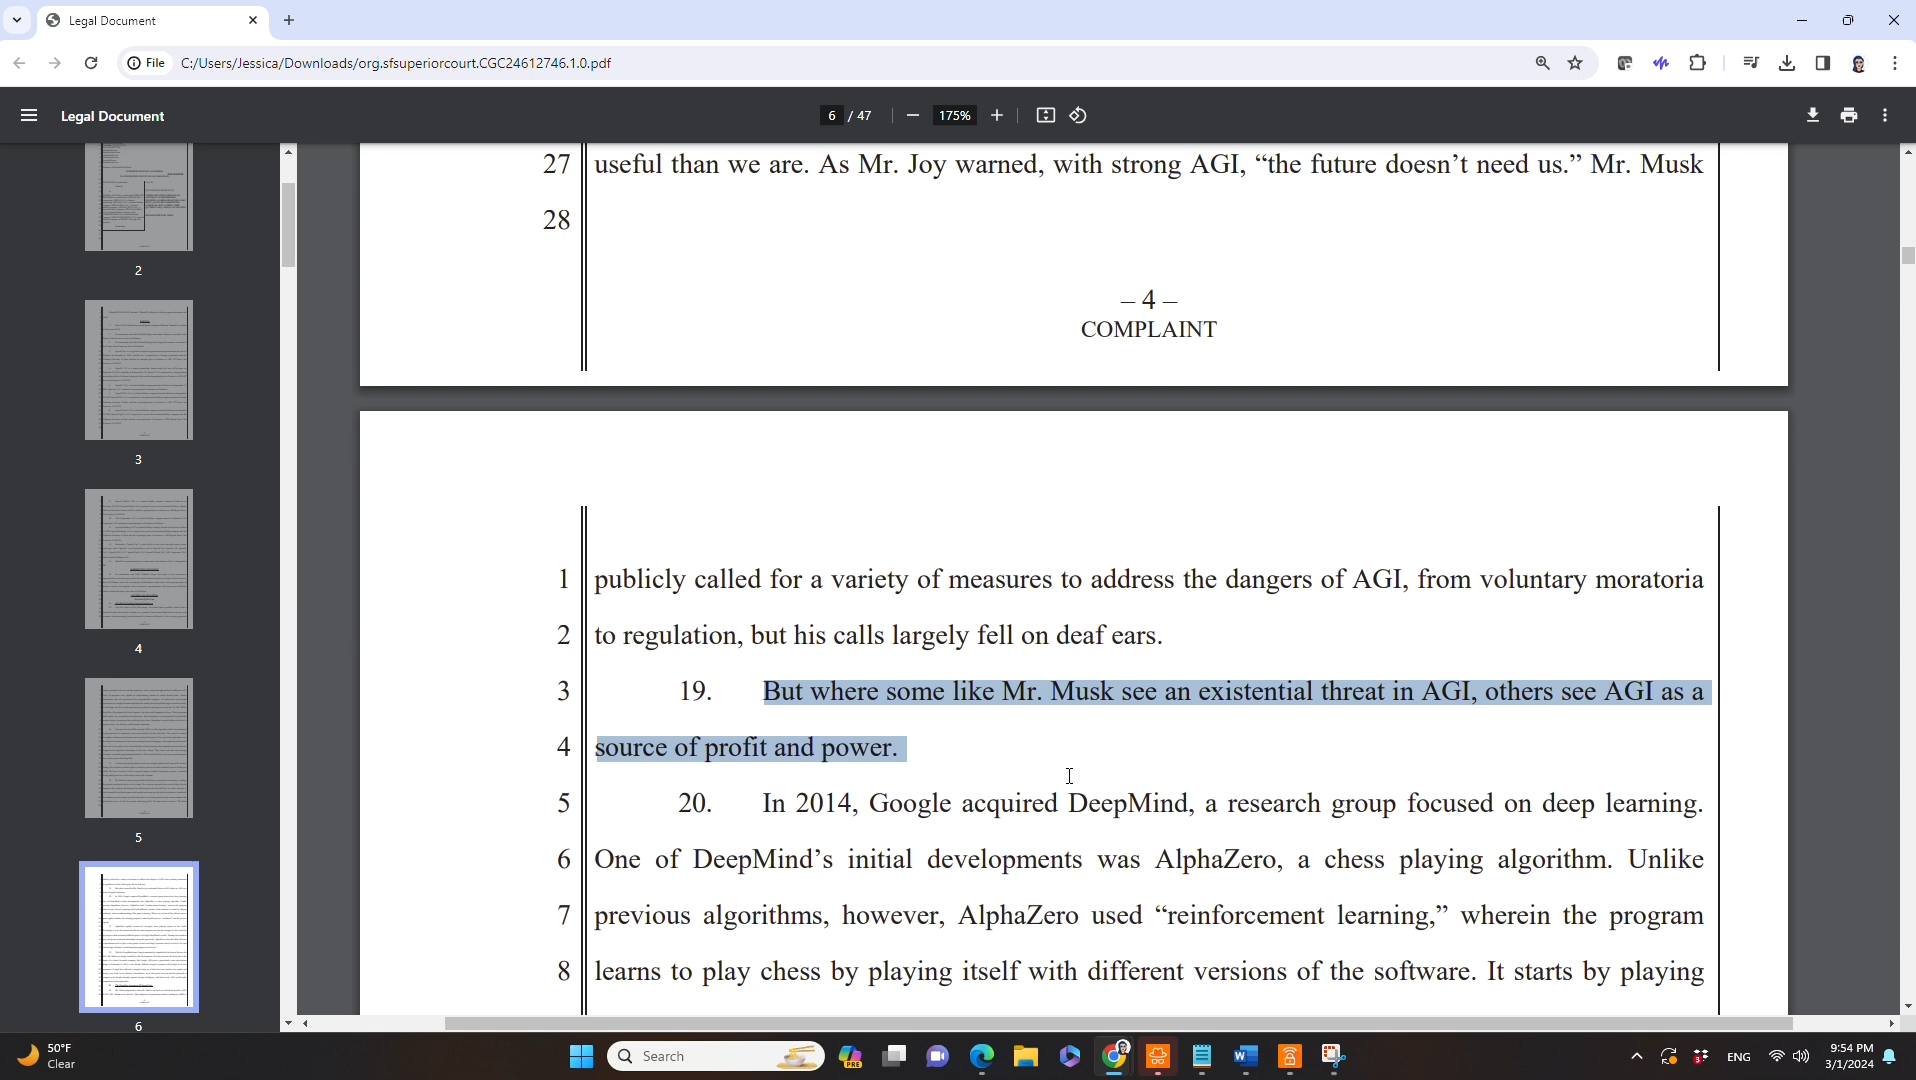 Legal Document
File
C:/Users/Jessica/Downloads/org.sfsuperiorcourt.CGC24612746.1.0.pdf
Legal Document
6 / 47
175%
2
3
4
5
6
27 useful than we are. As Mr. Joy warned, with strong AGI, “the future doesn’t need us.” Mr. Musk
28
– 4 –
COMPLAINT
1 publicly called for a variety of measures to address the dangers of AGI, from voluntary moratoria
2 to regulation, but his calls largely fell on deaf ears.
3 19. But where some like Mr. Musk see an existential threat in AGI, others see AGI as a
4 source of profit and power.
5 20. In 2014, Google acquired DeepMind, a research group focused on deep learning.
6 One of DeepMind’s initial developments was AlphaZero, a chess playing algorithm. Unlike
7 previous algorithms, however, AlphaZero used “reinforcement learning,” wherein the program
8 learns to play chess by playing itself with different versions of the software. It starts by playing
50°F
Clear
Search
PRE
3
ENG
9:54 PM
3/1/2024